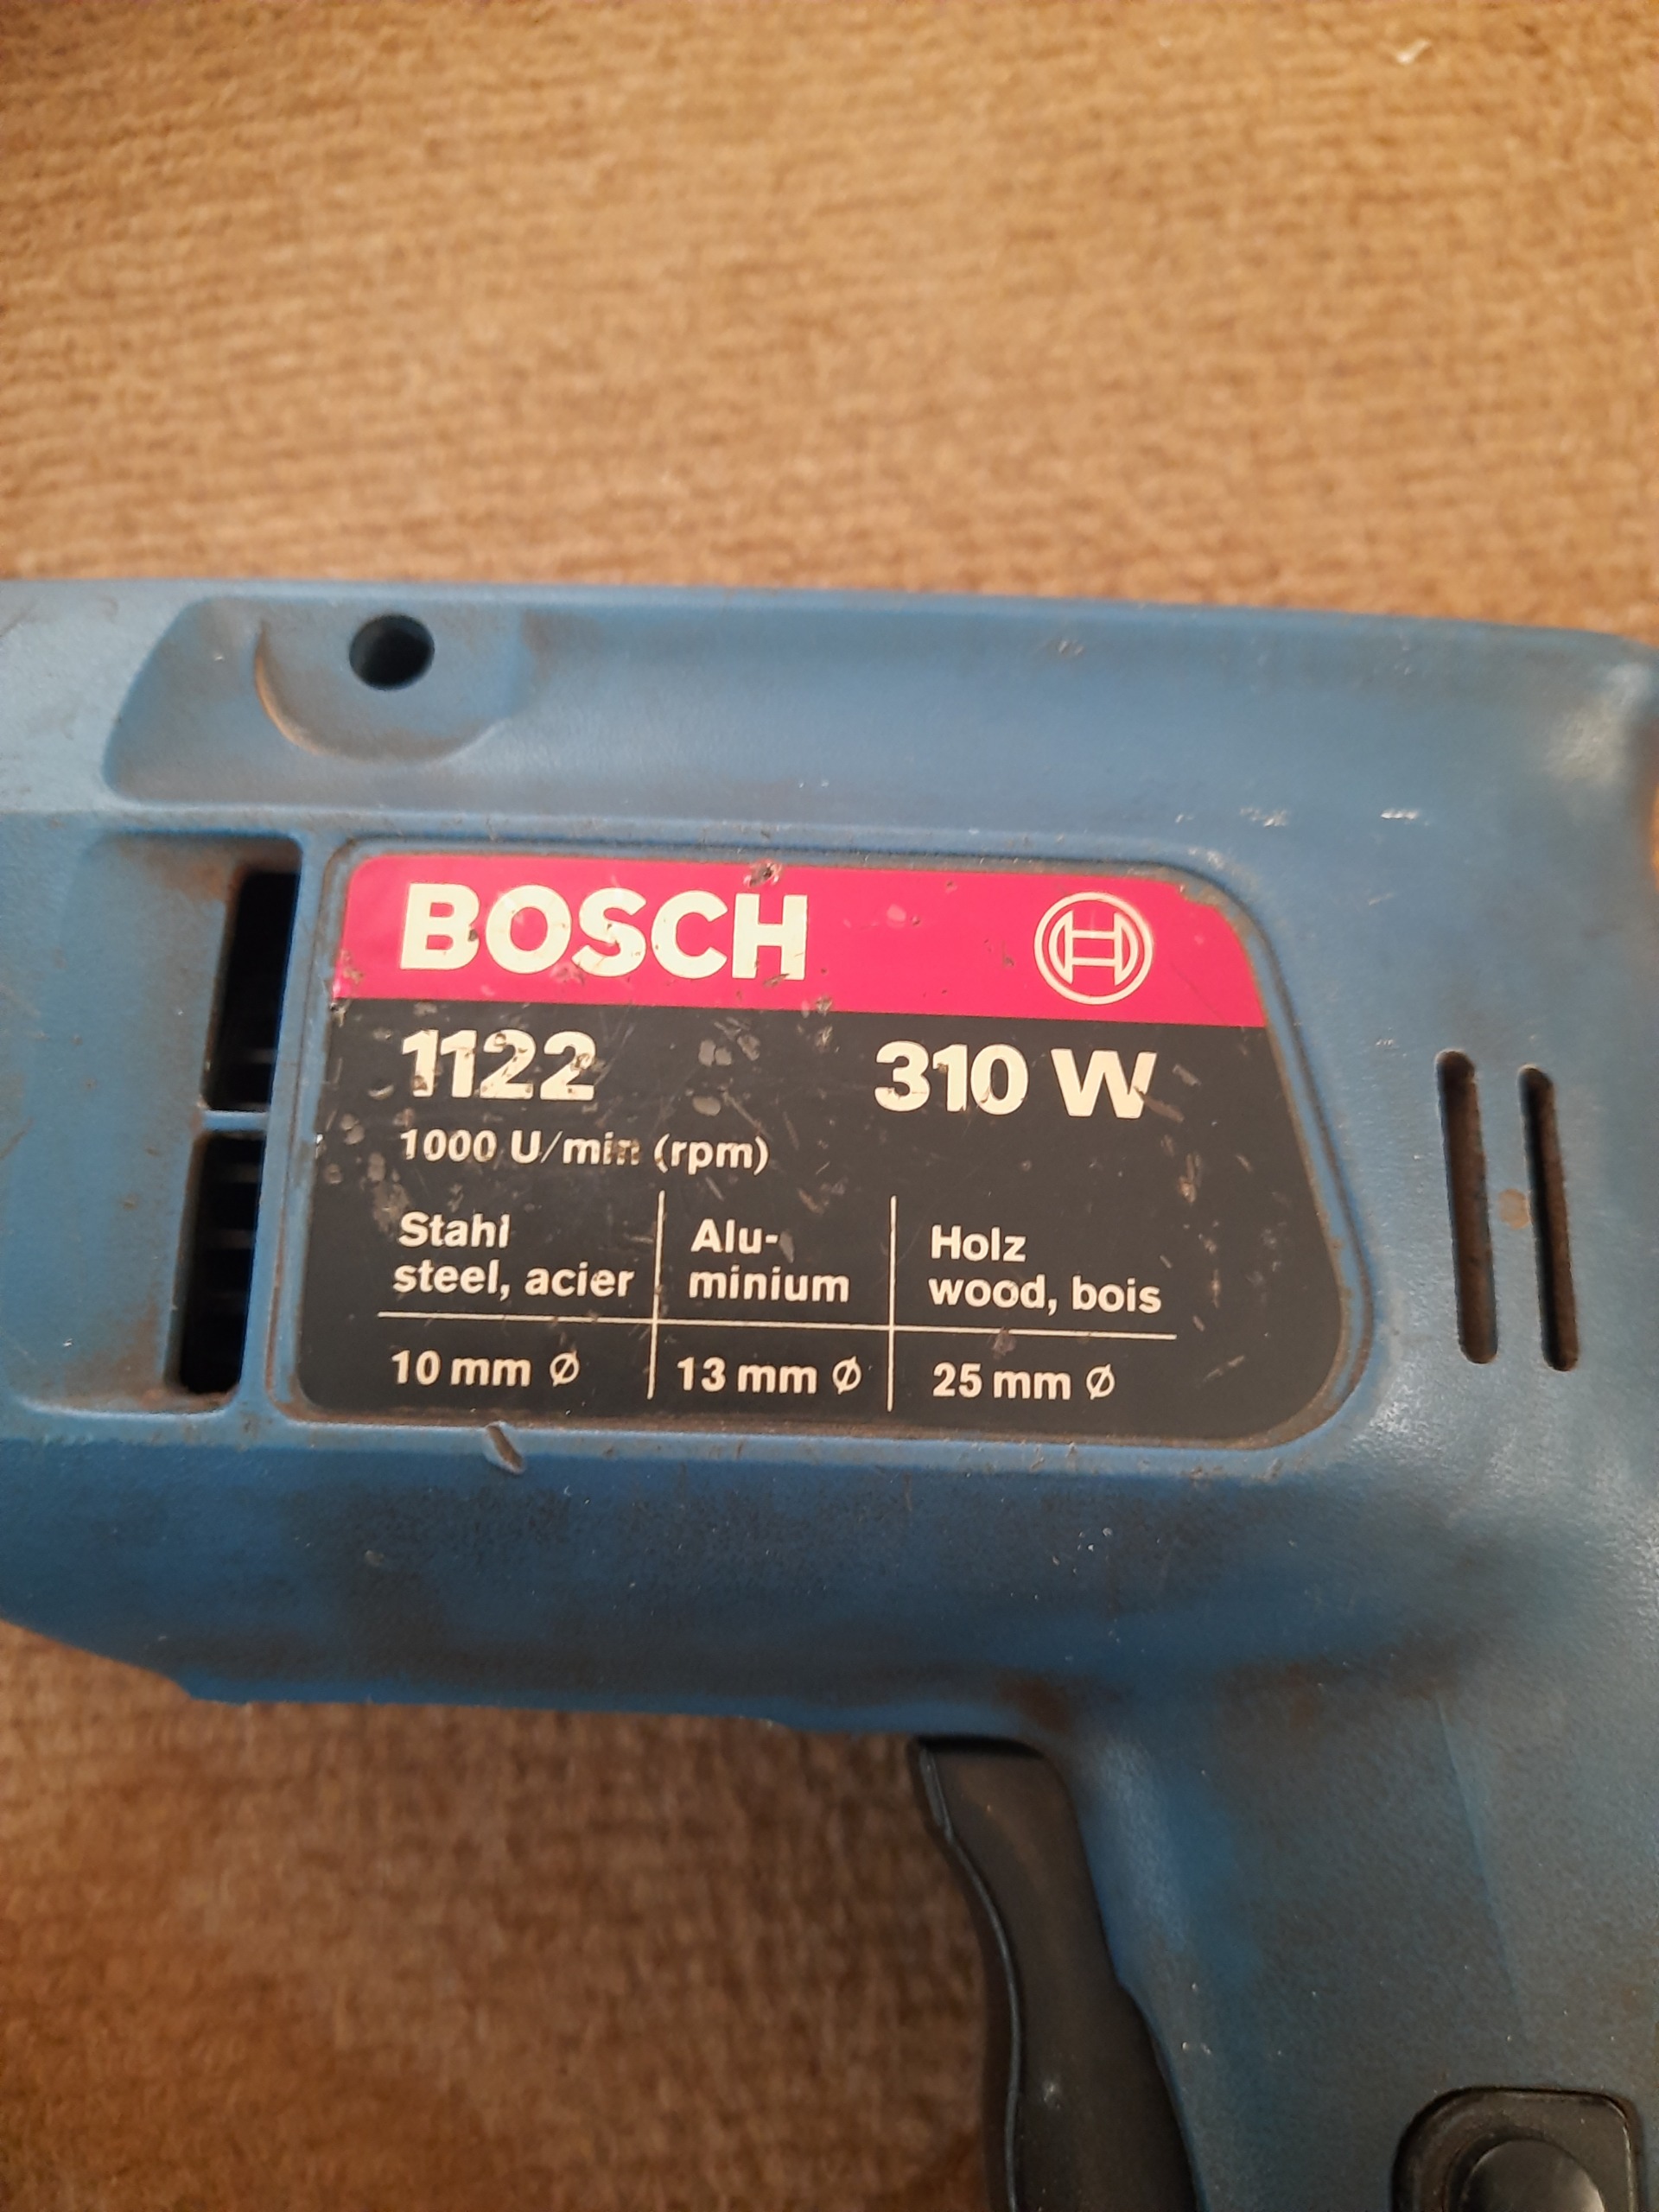 BOSCH
1122 310 W
1000 U/min (rpm)
Stahl Alu- Holz
steel, acier minium wood, bois
10 mm Ø 13 mm Ø 25 mm Ø